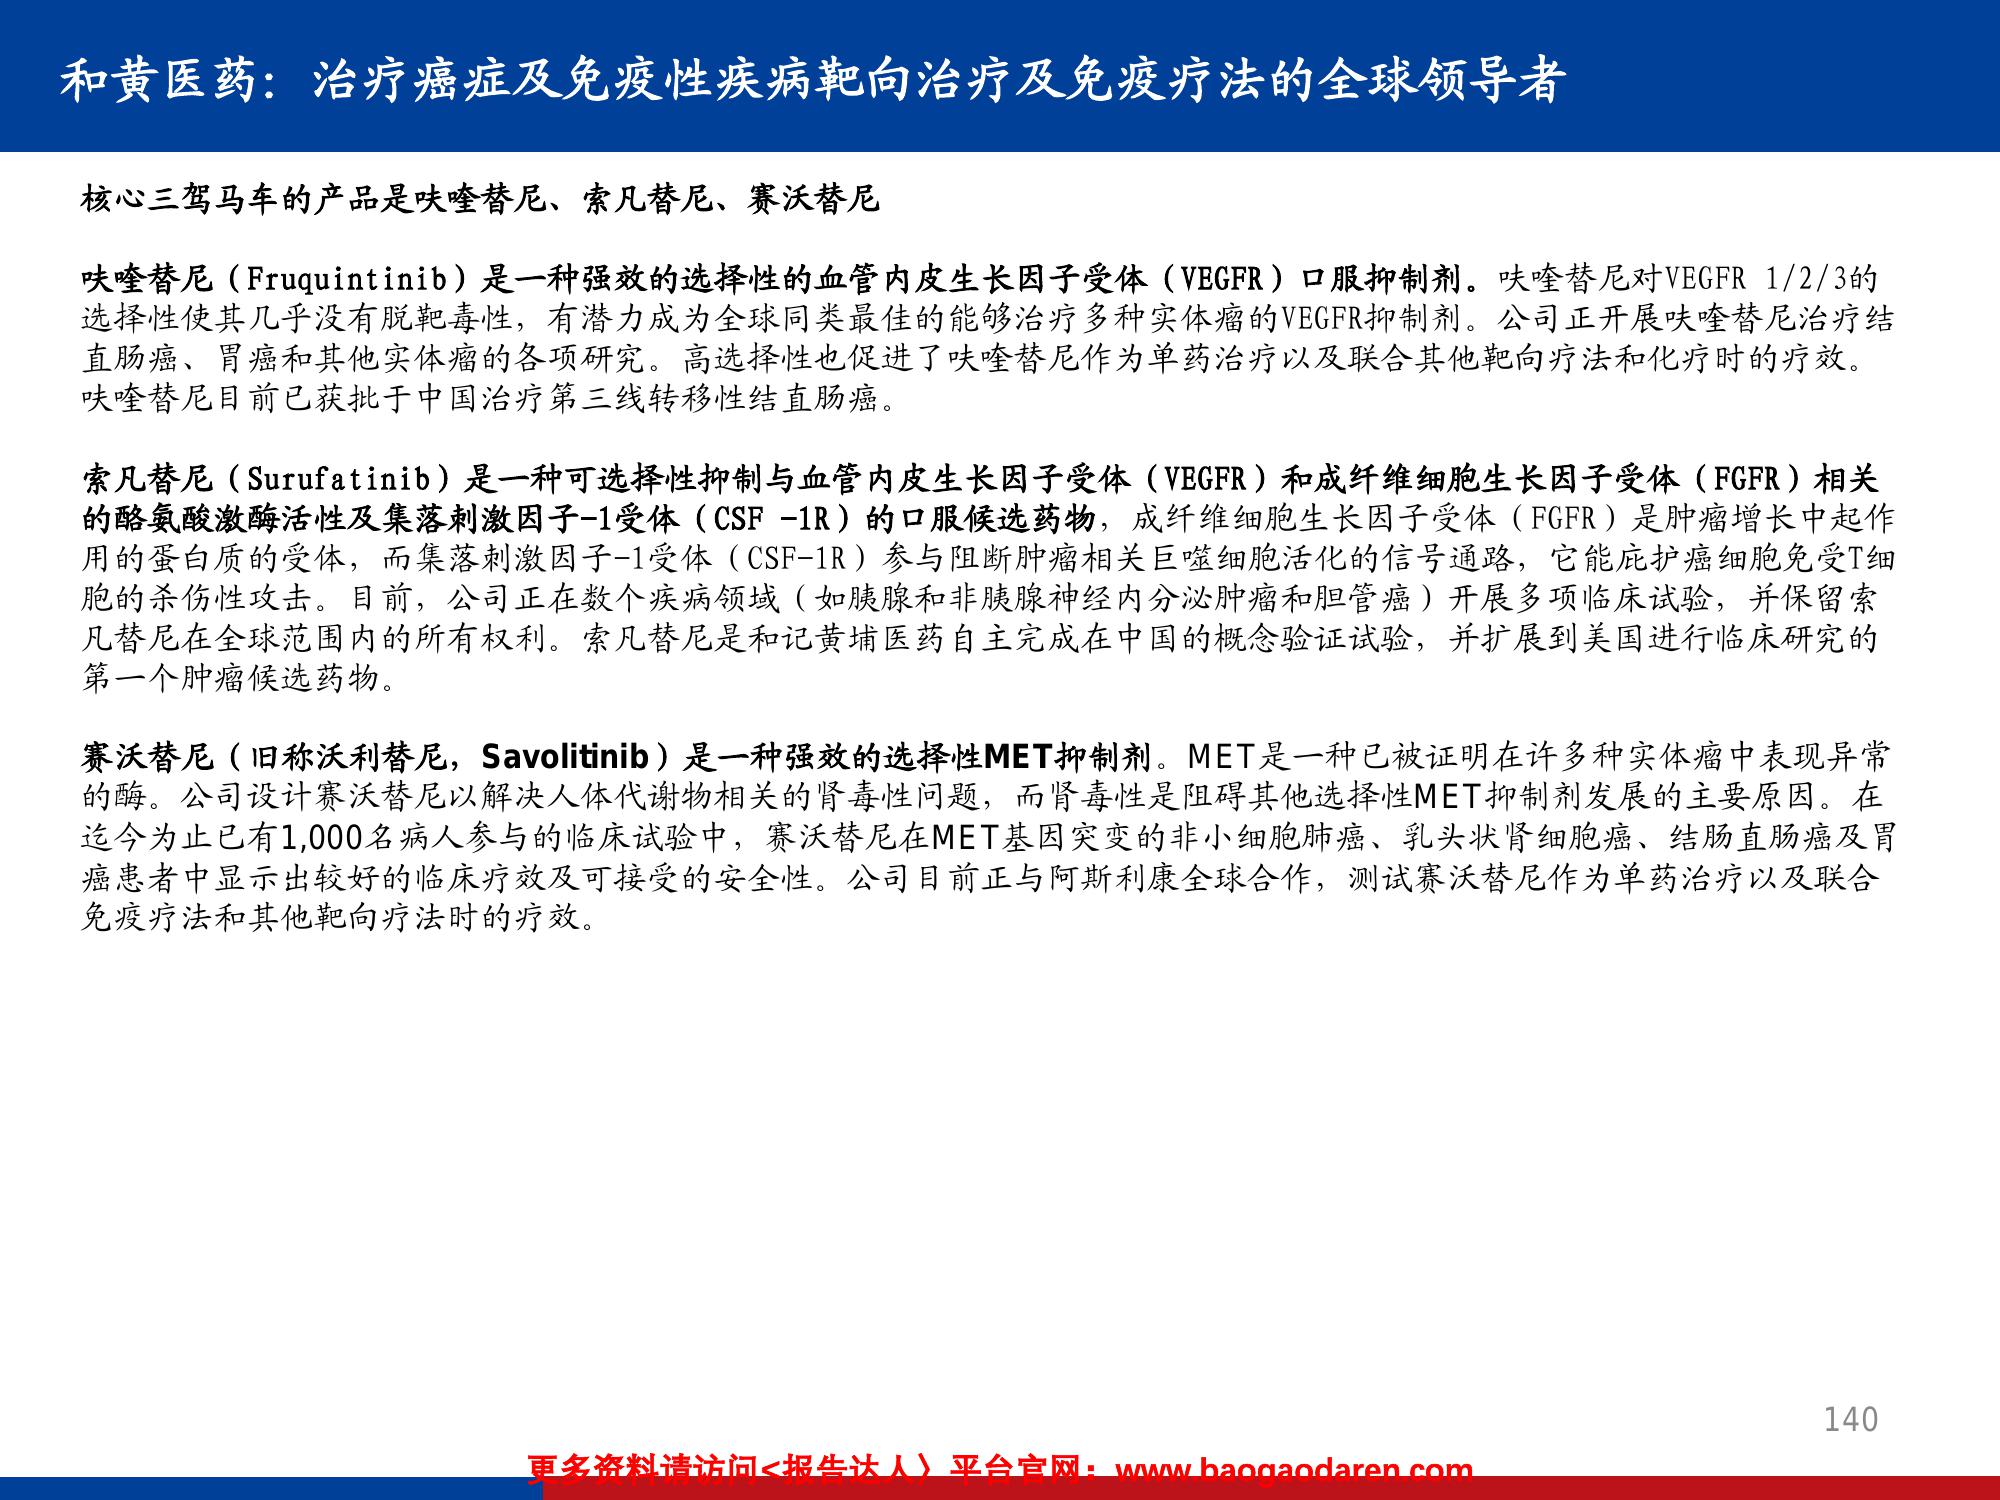 和黄医药：治疗癌症及免疫性疾病靶向治疗及免疫疗法的全球领导者
核心三驾马车的产品是呋喹替尼、索凡替尼、赛沃替尼
呋喹替尼（Fruquintinib）是一种强效的选择性的血管内皮生长因子受体（VEGFR）口服抑制剂。呋喹替尼对VEGFR 1/2/3的
选择性使其几乎没有脱靶毒性，有潜力成为全球同类最佳的能够治疗多种实体瘤的VEGFR抑制剂。公司正开展呋喹替尼治疗结
直肠癌、胃癌和其他实体瘤的各项研究。高选择性也促进了呋喹替尼作为单药治疗以及联合其他靶向疗法和化疗时的疗效。
呋喹替尼目前已获批于中国治疗第三线转移性结直肠癌。
索凡替尼（Surufatinib）是一种可选择性抑制与血管内皮生长因子受体（VEGFR）和成纤维细胞生长因子受体（FGFR）相关
的酪氨酸激酶活性及集落刺激因子-1受体（CSF -1R）的口服候选药物，成纤维细胞生长因子受体（FGFR）是肿瘤增长中起作
用的蛋白质的受体，而集落刺激因子-1受体（CSF-1R）参与阻断肿瘤相关巨噬细胞活化的信号通路，它能庇护癌细胞免受T细
胞的杀伤性攻击。目前，公司正在数个疾病领域（如胰腺和非胰腺神经内分泌肿瘤和胆管癌）开展多项临床试验，并保留索
凡替尼在全球范围内的所有权利。索凡替尼是和记黄埔医药自主完成在中国的概念验证试验，并扩展到美国进行临床研究的
第一个肿瘤候选药物。
赛沃替尼（旧称沃利替尼，Savolitinib）是一种强效的选择性MET抑制剂。MET是一种已被证明在许多种实体瘤中表现异常
的酶。公司设计赛沃替尼以解决人体代谢物相关的肾毒性问题，而肾毒性是阻碍其他选择性MET抑制剂发展的主要原因。在
迄今为止已有1,000名病人参与的临床试验中，赛沃替尼在MET基因突变的非小细胞肺癌、乳头状肾细胞癌、结肠直肠癌及胃
癌患者中显示出较好的临床疗效及可接受的安全性。公司目前正与阿斯利康全球合作，测试赛沃替尼作为单药治疗以及联合
免疫疗法和其他靶向疗法时的疗效。
140
更多资料请访问<报告达人〉平台官网：www.baogaodaren.com